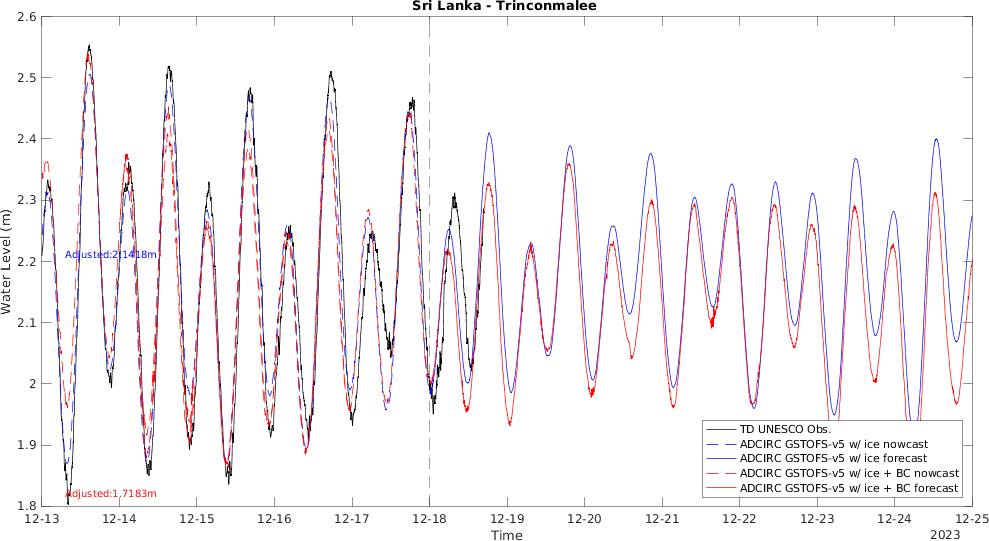 Sri Lanka - Trinconmalee
2.6
2.5
2.4
2.3
2.2
2.1
2
1.9
1.8
Water Level (m)
Adjusted:2.1418m
Adjusted:1.7183m
TD UNESCO Obs.
ADCIRC GSTOFS-v5 w/ ice nowcast
ADCIRC GSTOFS-v5 w/ ice forecast
ADCIRC GSTOFS-v5 w/ ice + BC nowcast
ADCIRC GSTOFS-v5 w/ ice + BC forecast
12-13 12-14 12-15 12-16 12-17 12-18 12-19 12-20 12-21 12-22 12-23 12-24 12-25
Time
2023